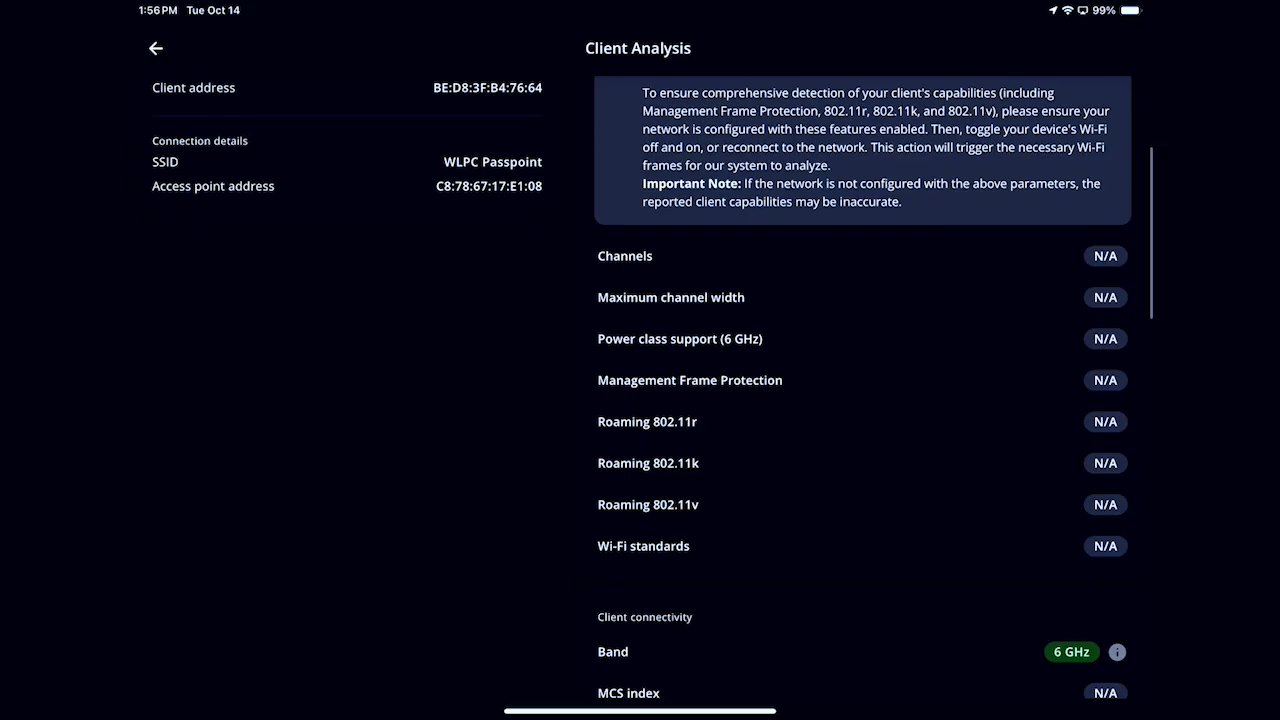 1:56 PM Tue Oct 14
99%
Client Analysis
Client address BE:D8:3F:B4:76:64
Connection details
SSID WLPC Passpoint
Access point address C8:78:67:17:E1:08
To ensure comprehensive detection of your client's capabilities (including
Management Frame Protection, 802.11r, 802.11k, and 802.11v), please ensure your
network is configured with these features enabled. Then, toggle your device's Wi-Fi
off and on, or reconnect to the network. This action will trigger the necessary Wi-Fi
frames for our system to analyze.
Important Note: If the network is not configured with the above parameters, the
reported client capabilities may be inaccurate.
Channels N/A
Maximum channel width N/A
Power class support (6 GHz) N/A
Management Frame Protection N/A
Roaming 802.11r N/A
Roaming 802.11k N/A
Roaming 802.11v N/A
Wi-Fi standards N/A
Client connectivity
Band 6 GHz
MCS index N/A